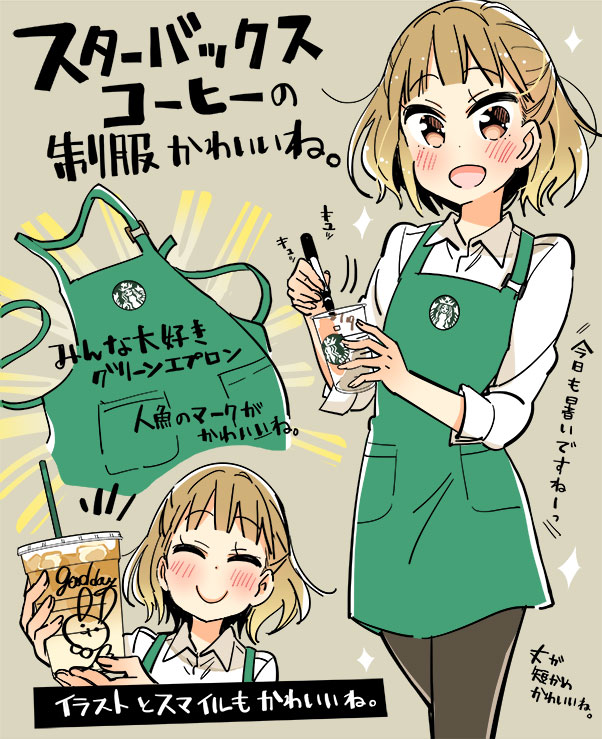 スターバックス
コーヒーの
制服かわいいね。
キュッ
キュッ
みんな大好き
グリーンエプロン
人魚のマークが
かわいいね。
今日も暑いですねーっ
good day
イラストとスマイルもかわいいね。
丈が
短かめ
かわいいね。